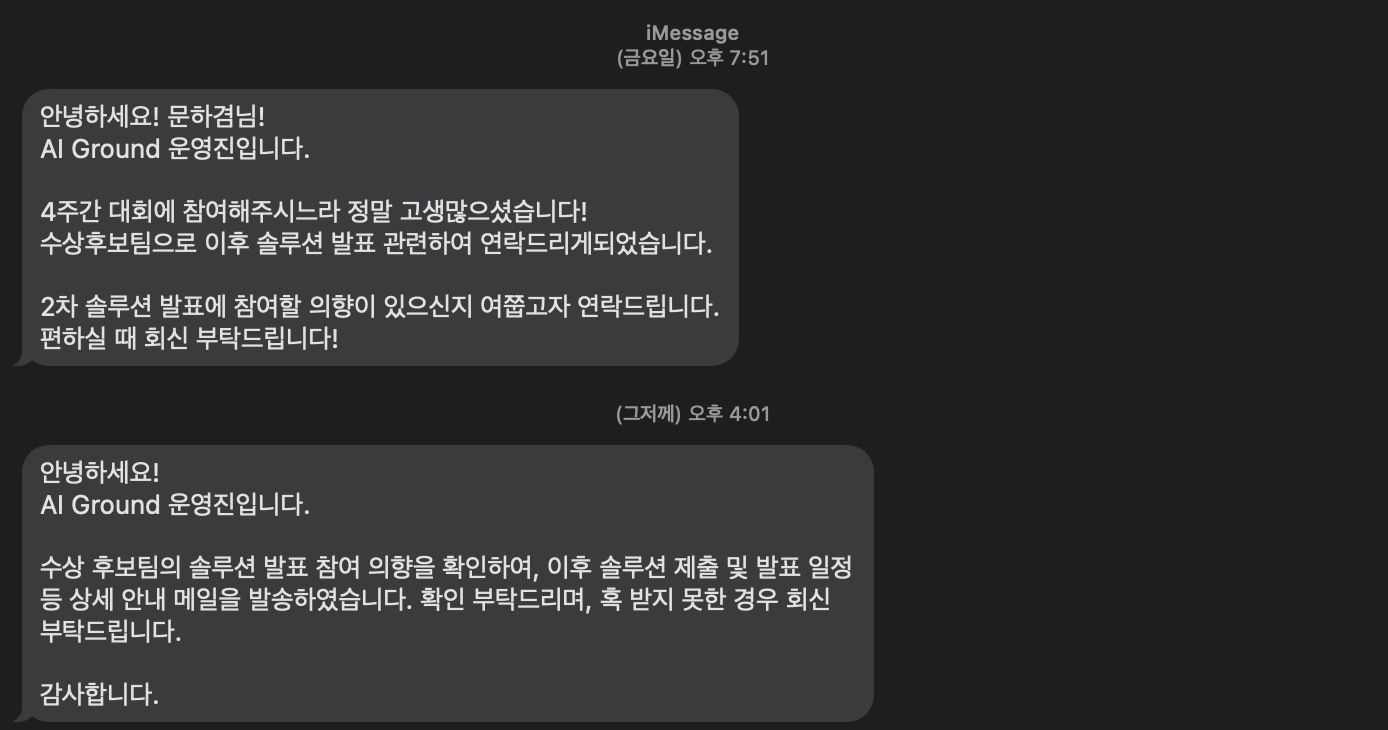 iMessage
(금요일) 오후 7:51
안녕하세요! 문하겸님!
AI Ground 운영진입니다.
4주간 대회에 참여해주시느라 정말 고생많으셨습니다!
수상후보팀으로 이후 솔루션 발표 관련하여 연락드리게되었습니다.
2차 솔루션 발표에 참여할 의향이 있으신지 여쭙고자 연락드립니다.
편하실 때 회신 부탁드립니다!
(그저께) 오후 4:01
안녕하세요!
AI Ground 운영진입니다.
수상 후보팀의 솔루션 발표 참여 의향을 확인하여, 이후 솔루션 제출 및 발표 일정
등 상세 안내 메일을 발송하였습니다. 확인 부탁드리며, 혹 받지 못한 경우 회신
부탁드립니다.
감사합니다.